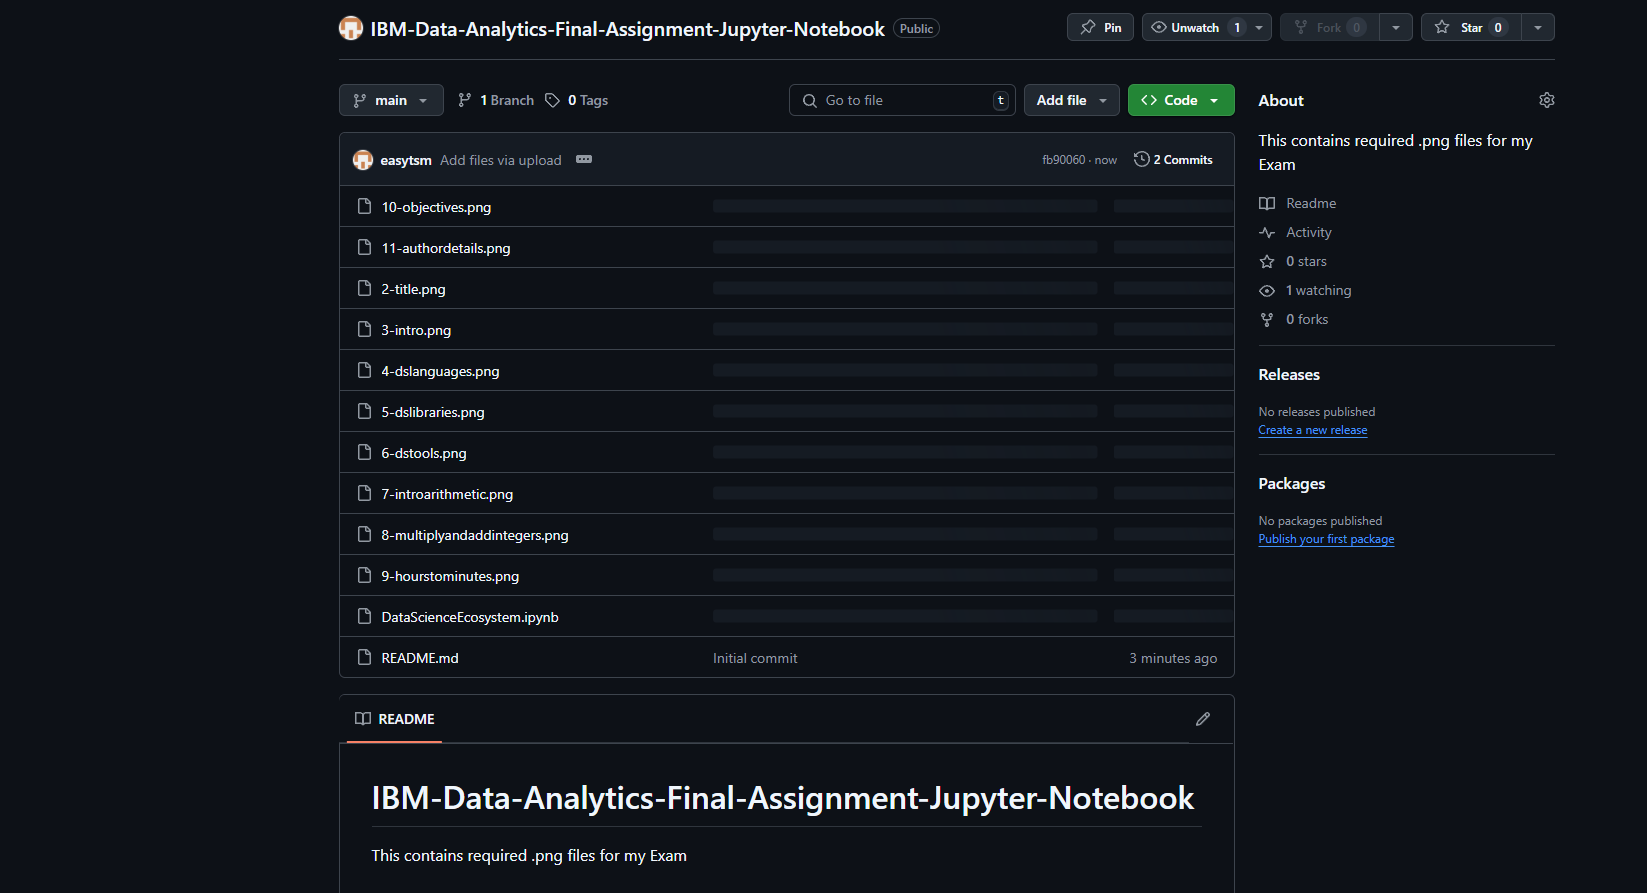 IBM-Data-Analytics-Final-Assignment-Jupyter-Notebook Public Pin Unwatch 1 Fork 0 Star 0
main 1 Branch 0 Tags Go to file t Add file Code
easytsm Add files via upload fb90060 · now 2 Commits
10-objectives.png
11-authordetails.png
2-title.png
3-intro.png
4-dslanguages.png
5-dslibraries.png
6-dstools.png
7-introarithmetic.png
8-multiplyandaddintegers.png
9-hourstominutes.png
DataScienceEcosystem.ipynb
README.md Initial commit 3 minutes ago
README
IBM-Data-Analytics-Final-Assignment-Jupyter-Notebook
This contains required .png files for my Exam
About
This contains required .png files for my
Exam
Readme
Activity
0 stars
1 watching
0 forks
Releases
No releases published
Create a new release
Packages
No packages published
Publish your first package